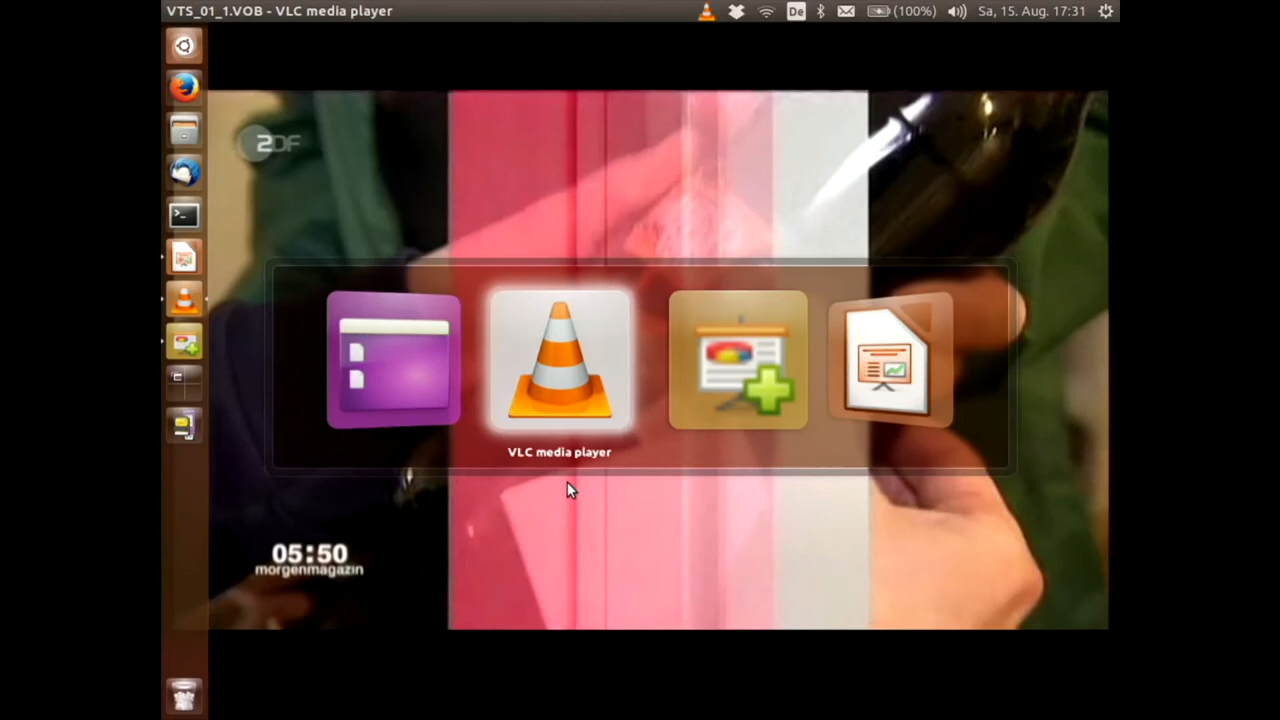 VTS_01_1.VOB - VLC media player
De
(100%)
Sa, 15. Aug. 17:31
2DF
VLC media player
05:50
morgenmagazin